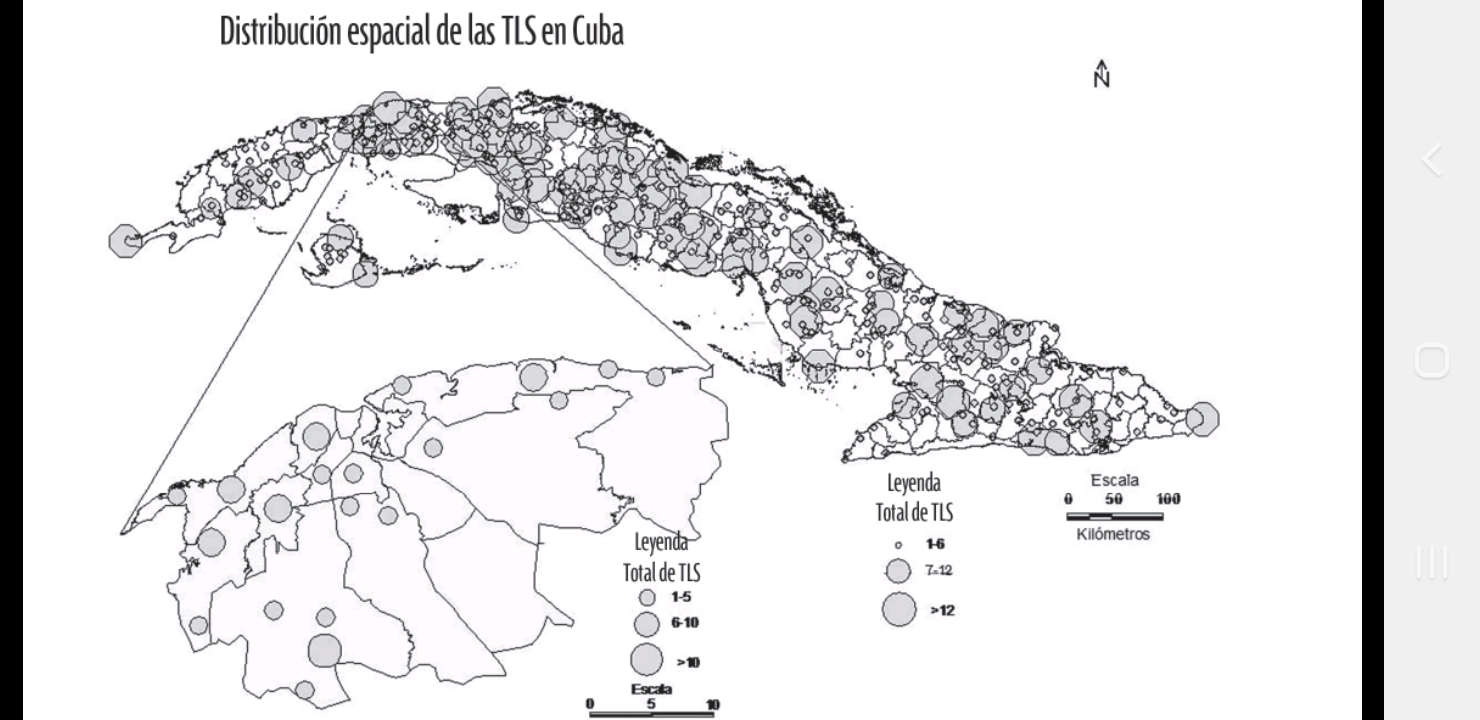 Distribución espacial de las TLS en Cuba
N
Leyenda
Total de TLS
1-6
7-12
>12
Escala
0 50 100
Kilómetros
Leyenda
Total de TLS
1-5
6-10
>10
Escala
0 5 10